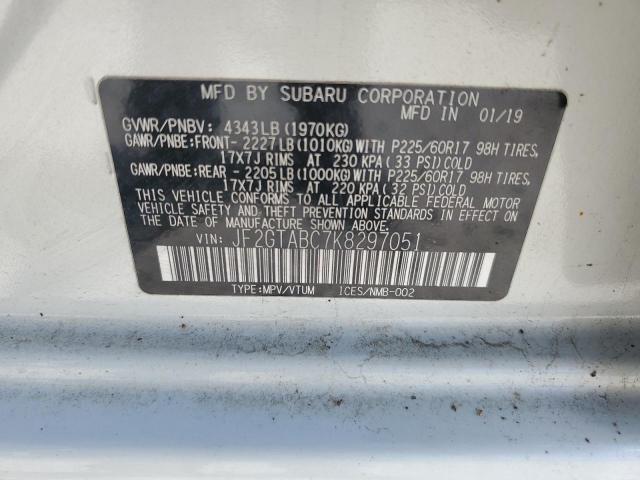 MFD BY SUBARU CORPORATION
MFD IN 01/19
GVWR/PNBV: 4343LB(1970KG)
GAWR/PNBE:FRONT- 2227LB(1010KG)WITH P225/60R17 98H TIRES,
17X7J RIMS AT 230 KPA(33 PSI)COLD
GAWR/PNBE:REAR - 2205LB(1000KG)WITH P225/60R17 98H TIRES,
17X7J RIMS AT 220 KPA(32 PSI)COLD
THIS VEHICLE CONFORMS TO ALL APPLICABLE FEDERAL MOTOR
VEHICLE SAFETY AND THEFT PREVENTION STANDARDS IN EFFECT ON
THE DATE OF MANUFACTURE SHOWN ABOVE.
VIN: JF2GTABC7K8297051
TYPE:MPV/VTUM ICES/NMB-002